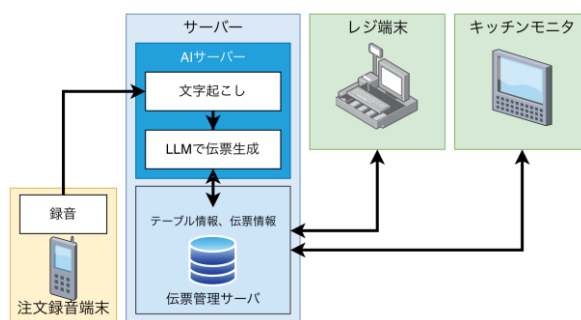 サーバー
AIサーバー
文字起こし
LLMで伝票生成
テーブル情報、伝票情報
伝票管理サーバ
録音
注文録音端末
レジ端末
キッチンモニタ